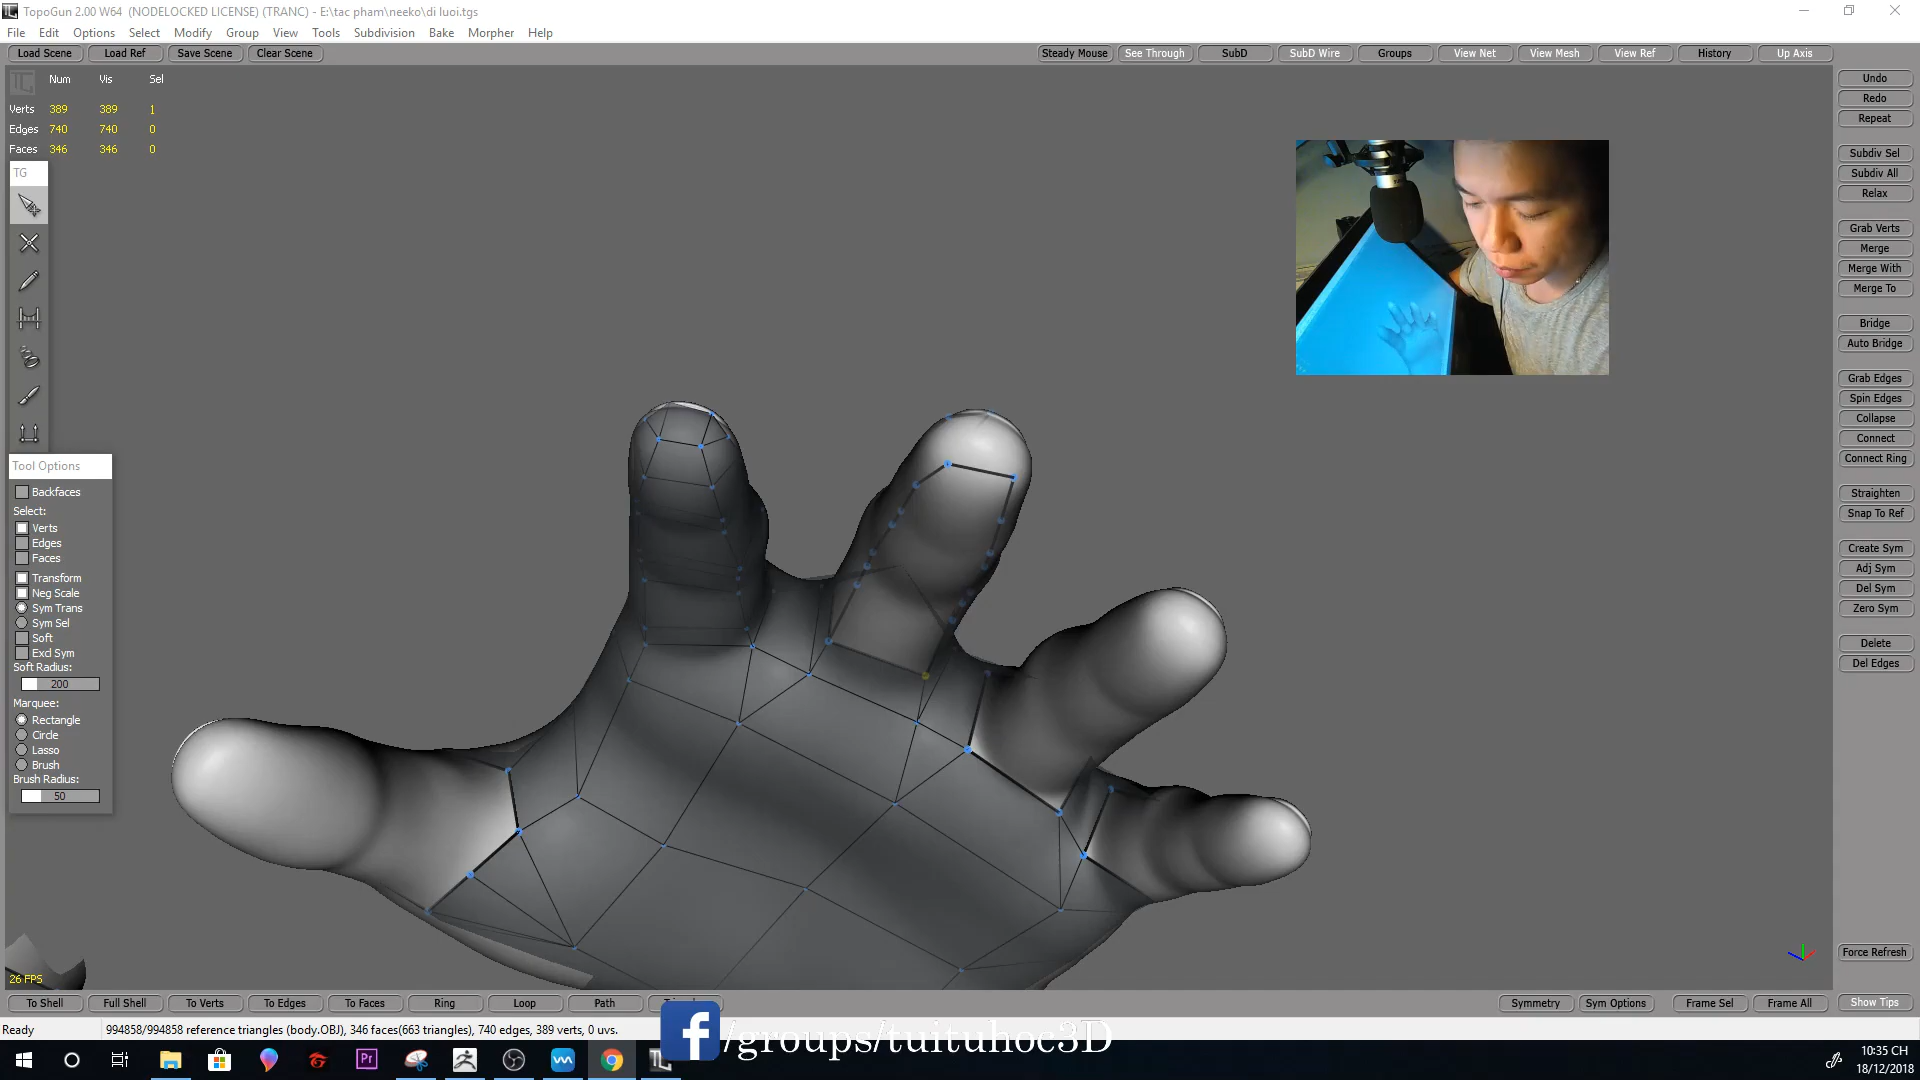 TopoGun 2.00 W64 (NODELOCKED LICENSE) (TRANC) - E:\tac pham\neeko\di luoi.tgs
File Edit Options Select Modify Group View Tools Subdivision Bake Morpher Help
Load Scene Load Ref Save Scene Clear Scene Steady Mouse See Through SubD SubD Wire Groups View Net View Mesh View Ref History Up Axis
Num Vis Sel
Verts 389 389 1
Edges 740 740 0
Faces 346 346 0
TG
Tool Options
Backfaces
Select:
Verts
Edges
Faces
Transform
Neg Scale
Sym Trans
Sym Sel
Soft
Excl Sym
Soft Radius:
200
Marquee:
Rectangle
Circle
Lasso
Brush
Brush Radius:
50
26 FPS
Undo
Redo
Repeat
Subdiv Sel
Subdiv All
Relax
Grab Verts
Merge
Merge With
Merge To
Bridge
Auto Bridge
Grab Edges
Spin Edges
Collapse
Connect
Connect Ring
Straighten
Snap To Ref
Create Sym
Adj Sym
Del Sym
Zero Sym
Delete
Del Edges
Force Refresh
Show Tips
To Shell Full Shell To Verts To Edges To Faces Ring Loop Path Symmetry Sym Options Frame Sel Frame All
Ready 994858/994858 reference triangles (body.OBJ), 346 faces(663 triangles), 740 edges, 389 verts, 0 uvs.
f /groups/tuituhoc3D
Pr
10:35 CH
18/12/2018